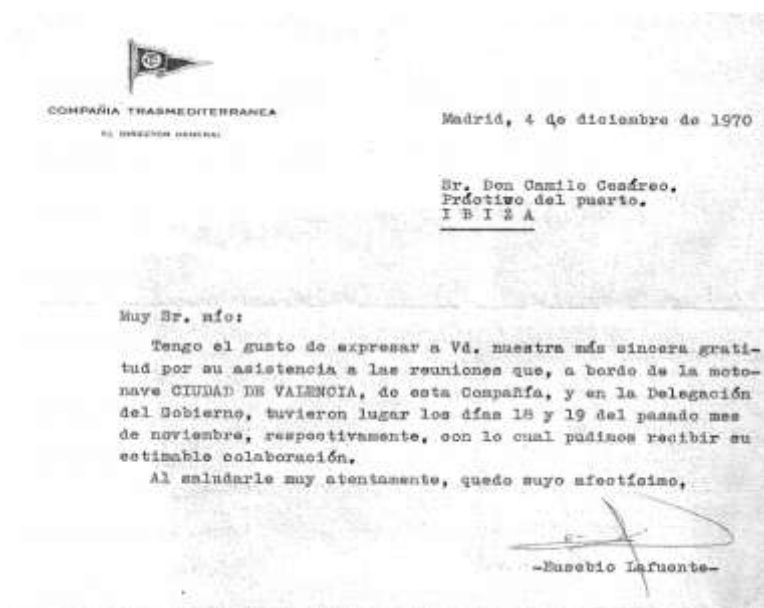 COMPAÑIA TRASMEDITERRANEA
EL DIRECTOR GENERAL
Madrid, 4 de diciembre de 1970
Sr. Don Camilo Cesáreo.
Práctivo del puerto.
I B I Z A
Muy Sr. mío:
Tengo el gusto de expresar a Vd. nuestra más sincera grati-
tud por su asistencia a las reuniones que, a bordo de la moto-
nave CIUDAD DE VALENCIA, de esta Compañía, y en la Delegación
del Gobierno, tuvieron lugar los días 18 y 19 del pasado mes
de noviembre, respectivamente, con lo cual pudimos recibir su
estimable colaboración.
Al saludarle muy atentamente, quedo suyo afectísimo,
-Eusebio Lafuente-